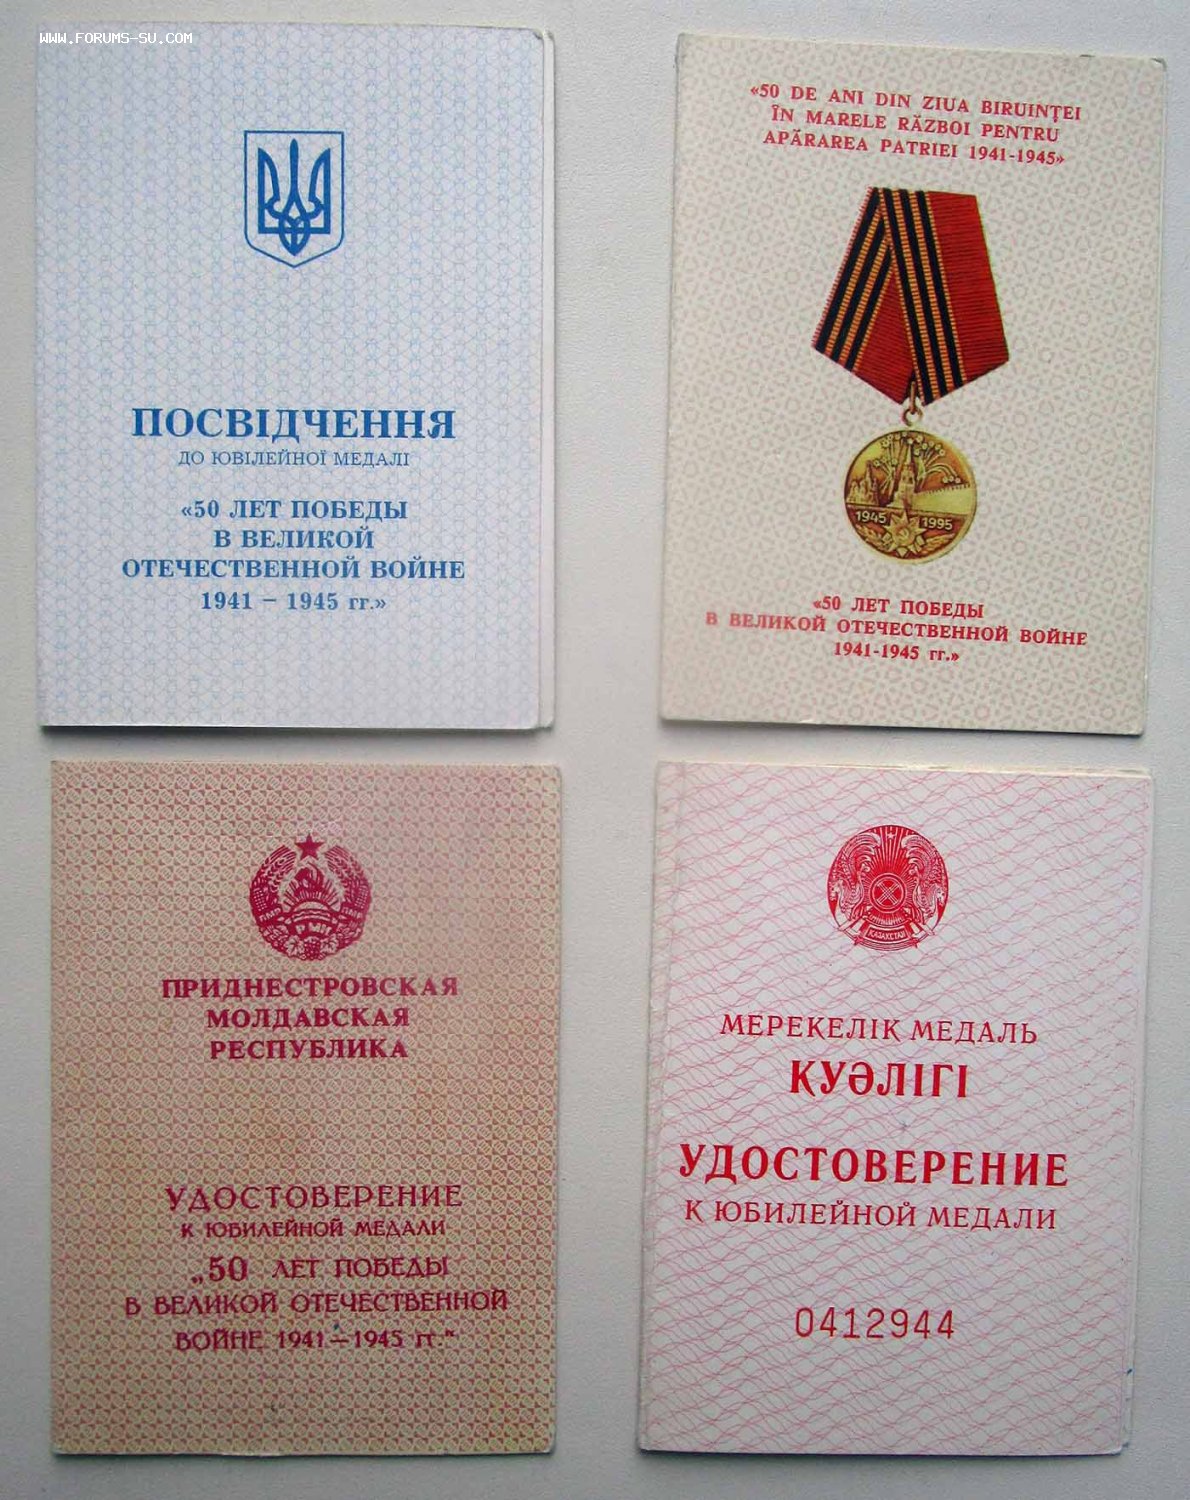 WWW.FORUMS-SU.COM
ПОСВІДЧЕННЯ
ДО ЮВІЛЕЙНОЇ МЕДАЛІ
«50 ЛЕТ ПОБЕДЫ
В ВЕЛИКОЙ
ОТЕЧЕСТВЕННОЙ ВОЙНЕ
1941 – 1945 гг.»
«50 DE ANI DIN ZIUA BIRUINȚEI
ÎN MARELE RĂZBOI PENTRU
APĂRAREA PATRIEI 1941-1945»
1945 1995
«50 ЛЕТ ПОБЕДЫ
В ВЕЛИКОЙ ОТЕЧЕСТВЕННОЙ ВОЙНЕ
1941-1945 гг.»
ПРИДНЕСТРОВСКАЯ
МОЛДАВСКАЯ
РЕСПУБЛИКА
УДОСТОВЕРЕНИЕ
К ЮБИЛЕЙНОЙ МЕДАЛИ
„50 ЛЕТ ПОБЕДЫ
В ВЕЛИКОЙ ОТЕЧЕСТВЕННОЙ
ВОЙНЕ 1941–1945 гг."
ҚАЗАҚСТАН
МЕРЕКЕЛІК МЕДАЛЬ
КУӘЛІГІ
УДОСТОВЕРЕНИЕ
К ЮБИЛЕЙНОЙ МЕДАЛИ
0412944